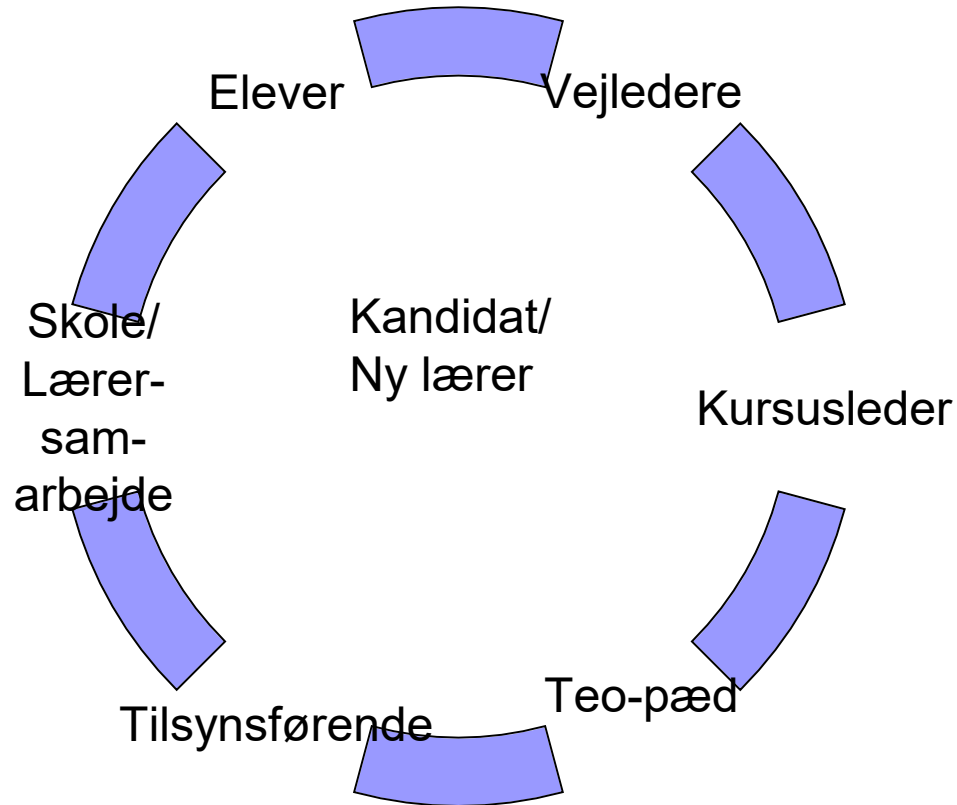 Elever
Vejledere
Skole/
Lærer-
sam-
arbejde
Kandidat/
Ny lærer
Kursusleder
Tilsynsførende
Teo-pæd